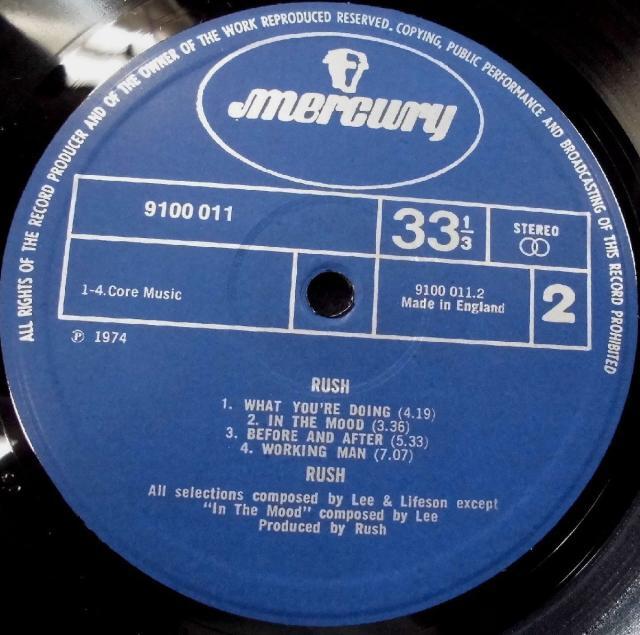 ALL RIGHTS OF THE RECORD PRODUCER AND OF THE OWNER OF THE WORK REPRODUCED RESERVED. COPYING, PUBLIC PERFORMANCE AND BROADCASTING OF THIS RECORD PROHIBITED
mercury
9100 011
33 1/3
STEREO
1-4.Core Music
9100 011.2
Made in England
2
℗ 1974
RUSH
1. WHAT YOU'RE DOING (4.19)
2. IN THE MOOD (3.36)
3. BEFORE AND AFTER (5.33)
4. WORKING MAN (7.07)
RUSH
All selections composed by Lee & Lifeson except
"In The Mood" composed by Lee
Produced by Rush